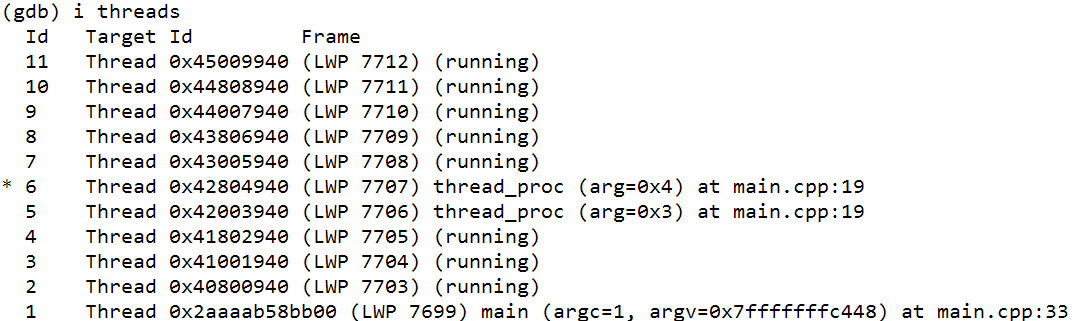 (gdb) i threads
  Id   Target Id         Frame
  11   Thread 0x45009940 (LWP 7712) (running)
  10   Thread 0x44808940 (LWP 7711) (running)
  9    Thread 0x44007940 (LWP 7710) (running)
  8    Thread 0x43806940 (LWP 7709) (running)
  7    Thread 0x43005940 (LWP 7708) (running)
* 6    Thread 0x42804940 (LWP 7707) thread_proc (arg=0x4) at main.cpp:19
  5    Thread 0x42003940 (LWP 7706) thread_proc (arg=0x3) at main.cpp:19
  4    Thread 0x41802940 (LWP 7705) (running)
  3    Thread 0x41001940 (LWP 7704) (running)
  2    Thread 0x40800940 (LWP 7703) (running)
  1    Thread 0x2aaaab58bb00 (LWP 7699) main (argc=1, argv=0x7fffffffc448) at main.cpp:33